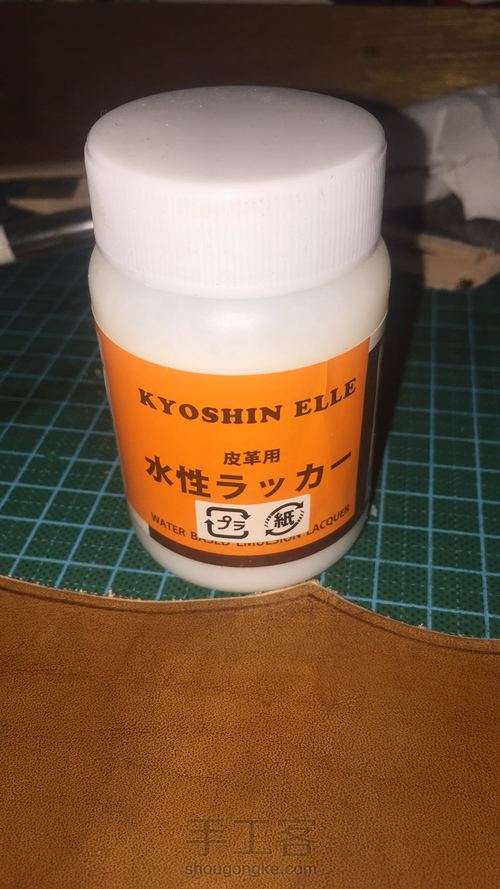 KYOSHIN ELLE
皮革用
水性ラッカー
プラ 紙
WATER BASED EMULSION LACQUER
手工客
shougongke.com